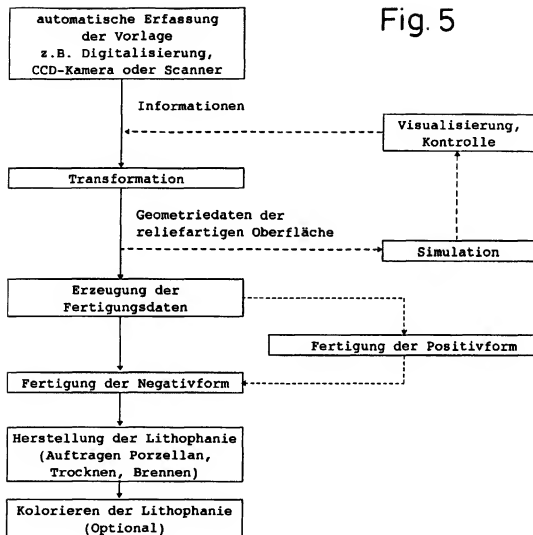 Fig. 5
automatische Erfassung
der Vorlage
z.B. Digitalisierung,
CCD-Kamera oder Scanner
Informationen
Visualisierung,
Kontrolle
Transformation
Geometriedaten der
reliefartigen Oberfläche
Simulation
Erzeugung der
Fertigungsdaten
Fertigung der Positivform
Fertigung der Negativform
Herstellung der Lithophanie
(Auftragen Porzellan,
Trocknen, Brennen)
Kolorieren der Lithophanie
(Optional)